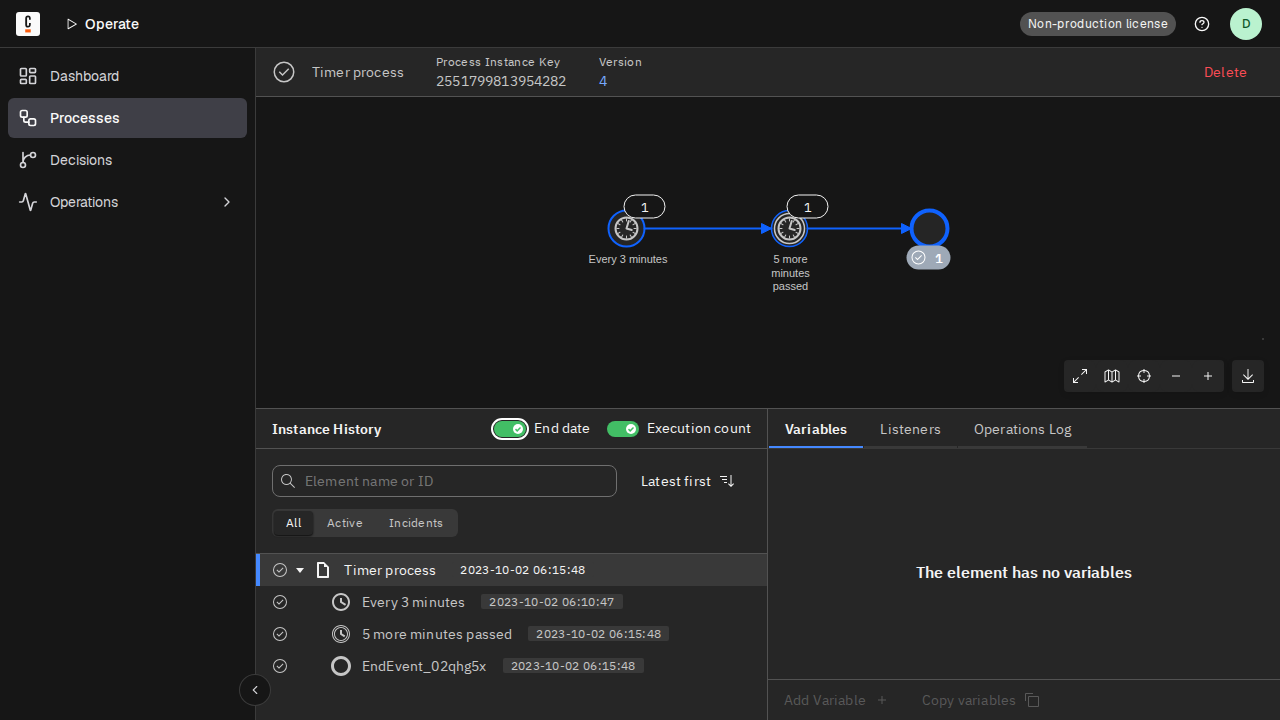 Operate
Non-production license
D
Dashboard
Processes
Decisions
Operations
Timer process
Process Instance Key
2551799813954282
Version
4
Delete
1
1
Every 3 minutes
5 more
minutes
passed
1
Instance History
End date
Execution count
Variables
Listeners
Operations Log
Element name or ID
Latest first
All
Active
Incidents
Timer process
2023-10-02 06:15:48
Every 3 minutes
2023-10-02 06:10:47
5 more minutes passed
2023-10-02 06:15:48
EndEvent_02qhg5x
2023-10-02 06:15:48
The element has no variables
Add Variable
Copy variables